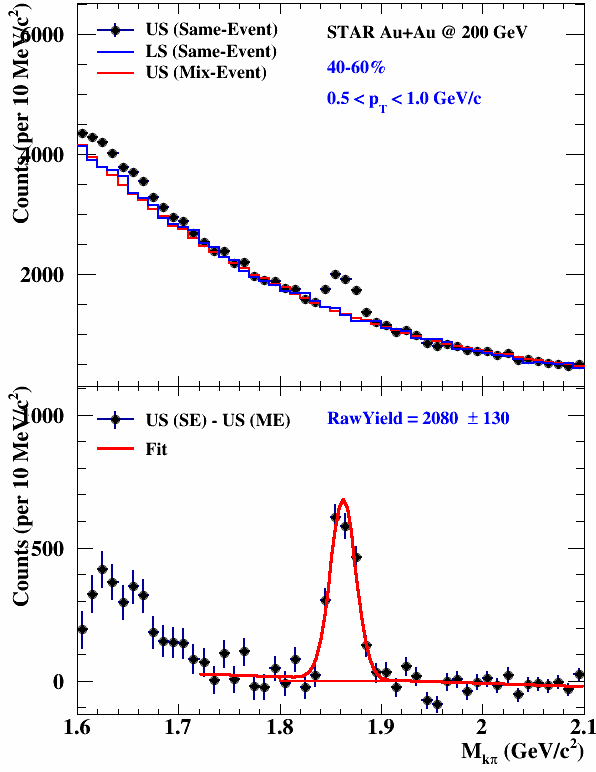 US (Same-Event)
LS (Same-Event)
US (Mix-Event)
STAR Au+Au @ 200 GeV
40-60%
0.5 < pT < 1.0 GeV/c
Counts (per 10 MeV/c²)
6000
4000
2000
US (SE) - US (ME)
Fit
RawYield = 2080 ± 130
Counts (per 10 MeV/c²)
1000
500
0
1.6 1.7 1.8 1.9 2 2.1
Mkπ (GeV/c²)